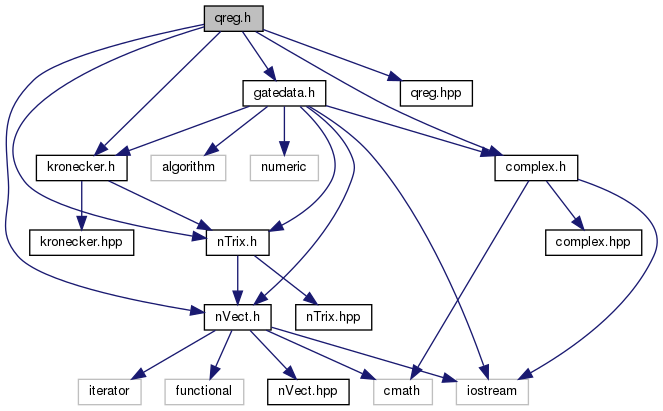 qreg.h
gatedata.h
qreg.hpp
kronecker.h
algorithm
numeric
complex.h
kronecker.hpp
nTrix.h
complex.hpp
nVect.h
nTrix.hpp
iterator
functional
nVect.hpp
cmath
iostream